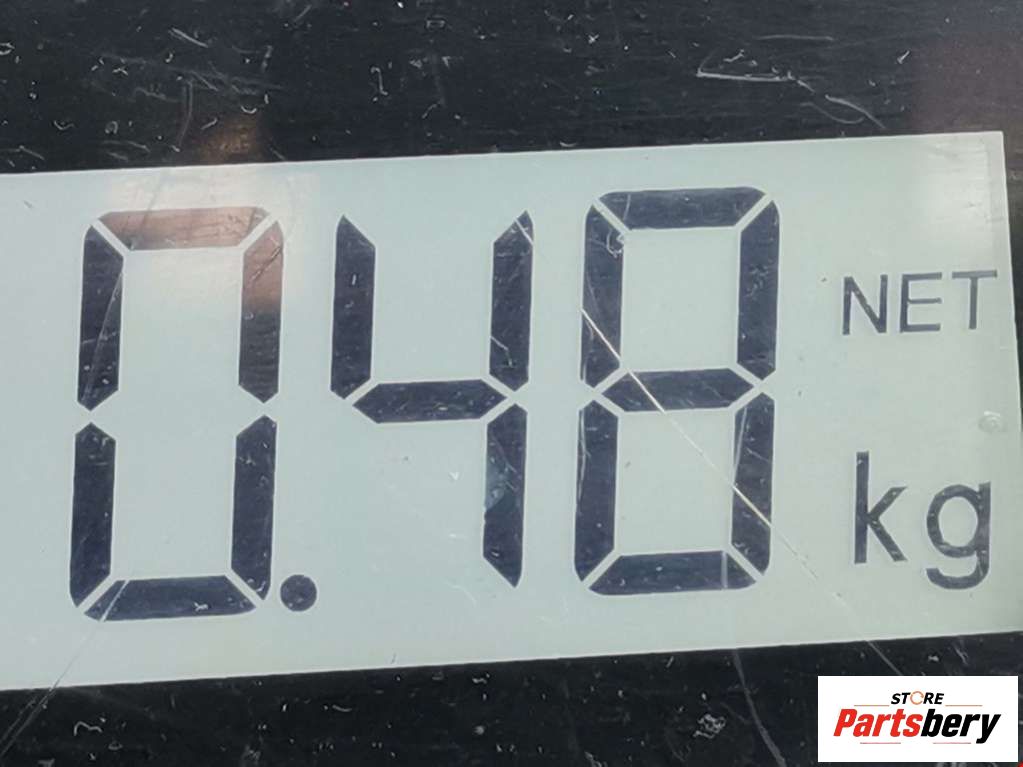 0.48 NET
kg
STORE
Partsbery